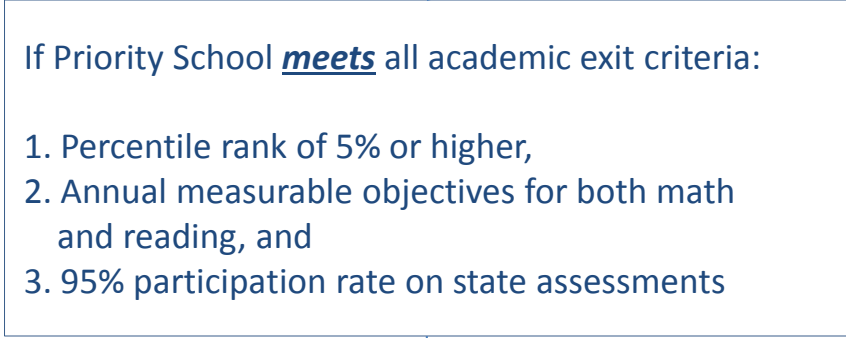 If Priority School meets all academic exit criteria:
1. Percentile rank of 5% or higher,
2. Annual measurable objectives for both math
and reading, and
3. 95% participation rate on state assessments